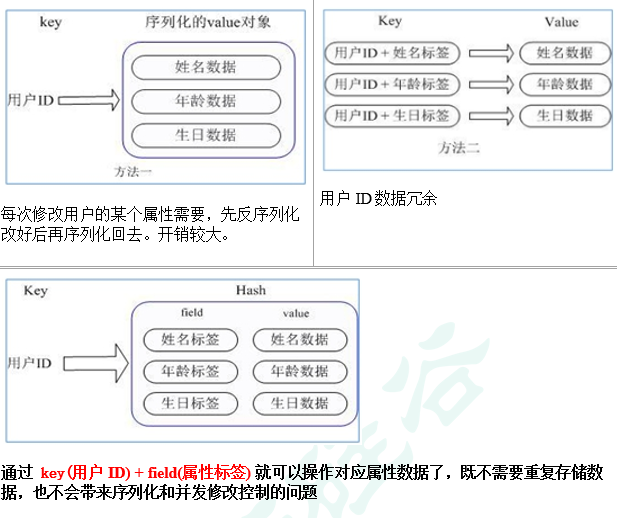 key 序列化的value对象
姓名数据
用户ID 年龄数据
生日数据
方法一
每次修改用户的某个属性需要，先反序列化
改好后再序列化回去。开销较大。
Key Value
用户ID + 姓名标签 姓名数据
用户ID + 年龄标签 年龄数据
用户ID + 生日标签 生日数据
方法二
用户 ID 数据冗余
Key Hash
field value
姓名标签 姓名数据
用户ID 年龄标签 年龄数据
生日标签 生日数据
通过 key(用户 ID) + field(属性标签) 就可以操作对应属性数据了，既不需要重复存储数
据，也不会带来序列化和并发修改控制的问题